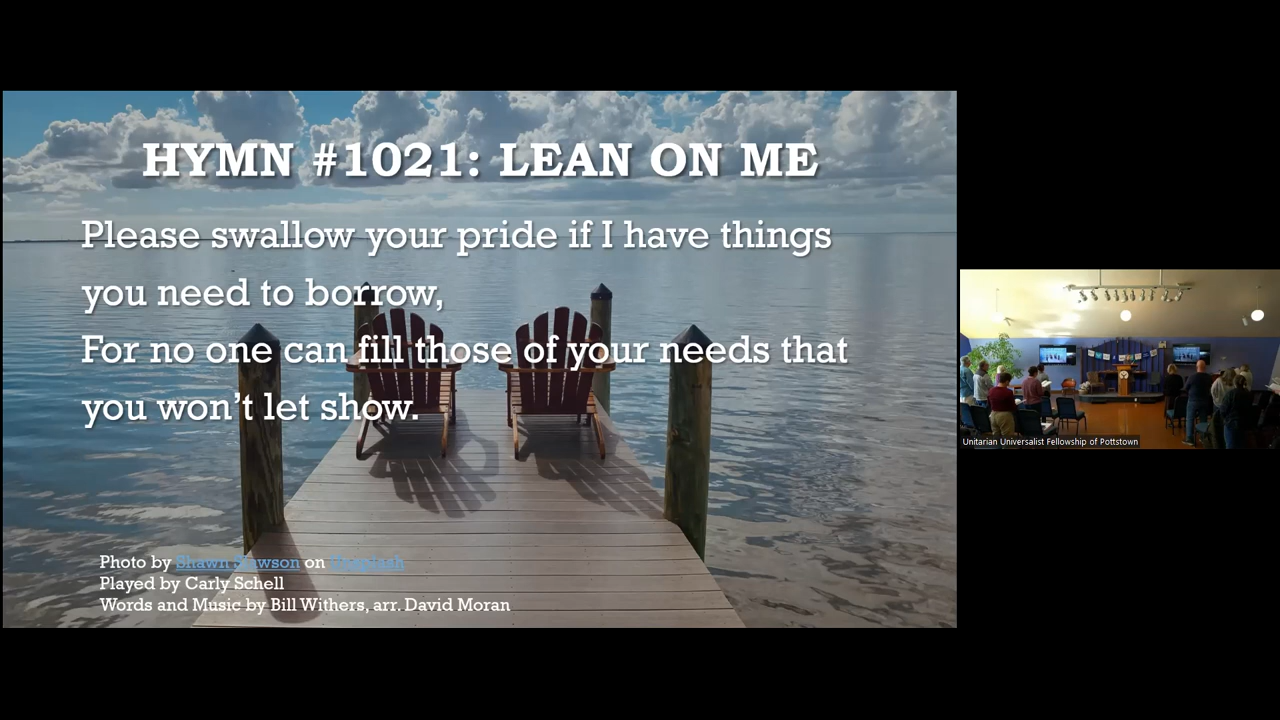 HYMN #1021: LEAN ON ME
Please swallow your pride if I have things
you need to borrow,
For no one can fill those of your needs that
you won't let show.
Photo by Shawn on Unsplash
Played by Carly Schell
Words and Music by Bill Withers, arr. David Moran
Unitarian Universalist Fellowship of Pottstown